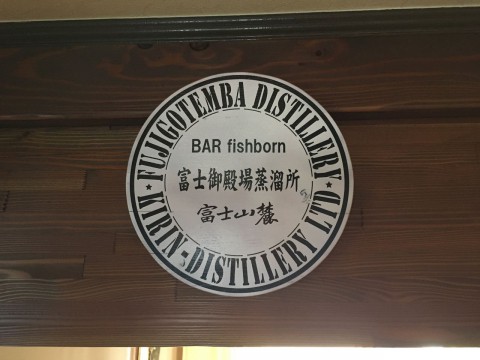 FUJIGOTEMBA DISTILLERY
BAR fishborn
富士御殿場蒸溜所
富士山麓
KIRIN-DISTILLERY LTD